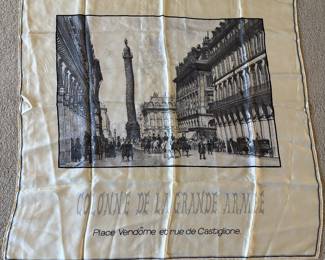 COLONNE DE LA GRANDE ARMÉE
Place Vendôme et rue de Castiglione.